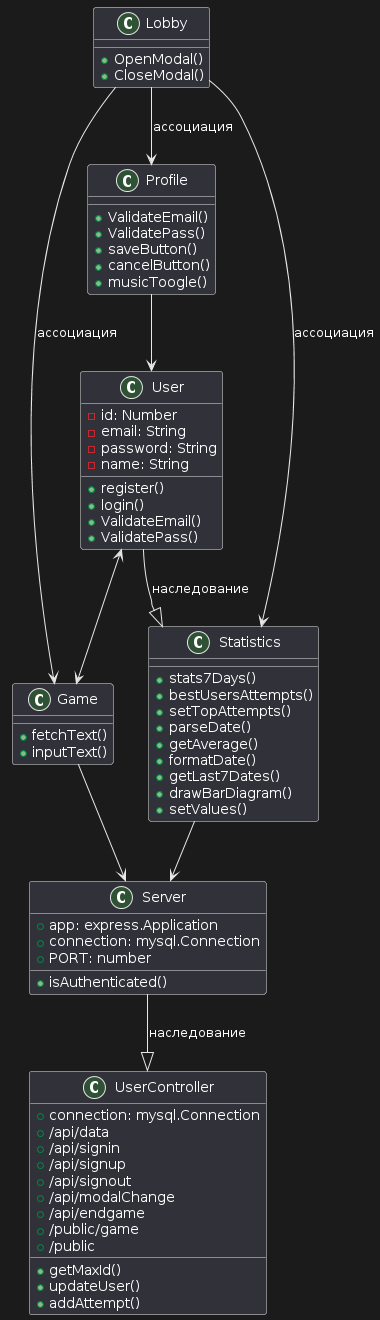 C Lobby
OpenModal()
CloseModal()
ассоциация
C Profile
ValidateEmail()
ValidatePass()
saveButton()
cancelButton()
musicToogle()
ассоциация
ассоциация
C User
id: Number
email: String
password: String
name: String
register()
login()
ValidateEmail()
ValidatePass()
наследование
C Statistics
stats7Days()
bestUsersAttempts()
setTopAttempts()
parseDate()
getAverage()
formatDate()
getLast7Dates()
drawBarDiagram()
setValues()
C Game
fetchText()
inputText()
C Server
app: express.Application
connection: mysql.Connection
PORT: number
isAuthenticated()
наследование
C UserController
connection: mysql.Connection
/api/data
/api/signin
/api/signup
/api/signout
/api/modalChange
/api/endgame
/public/game
/public
getMaxId()
updateUser()
addAttempt()